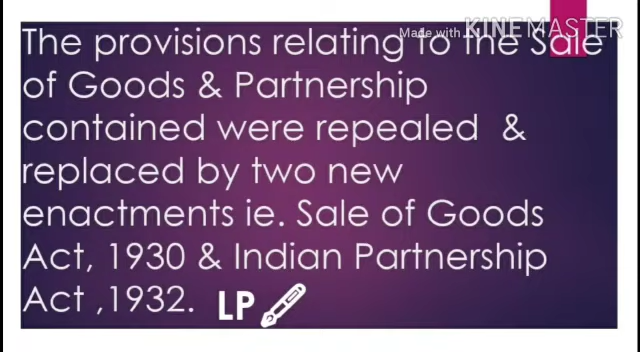 Made with KINEMASTER
The provisions relating to the Sale
of Goods & Partnership
contained were repealed &
replaced by two new
enactments ie. Sale of Goods
Act, 1930 & Indian Partnership
Act ,1932. LP